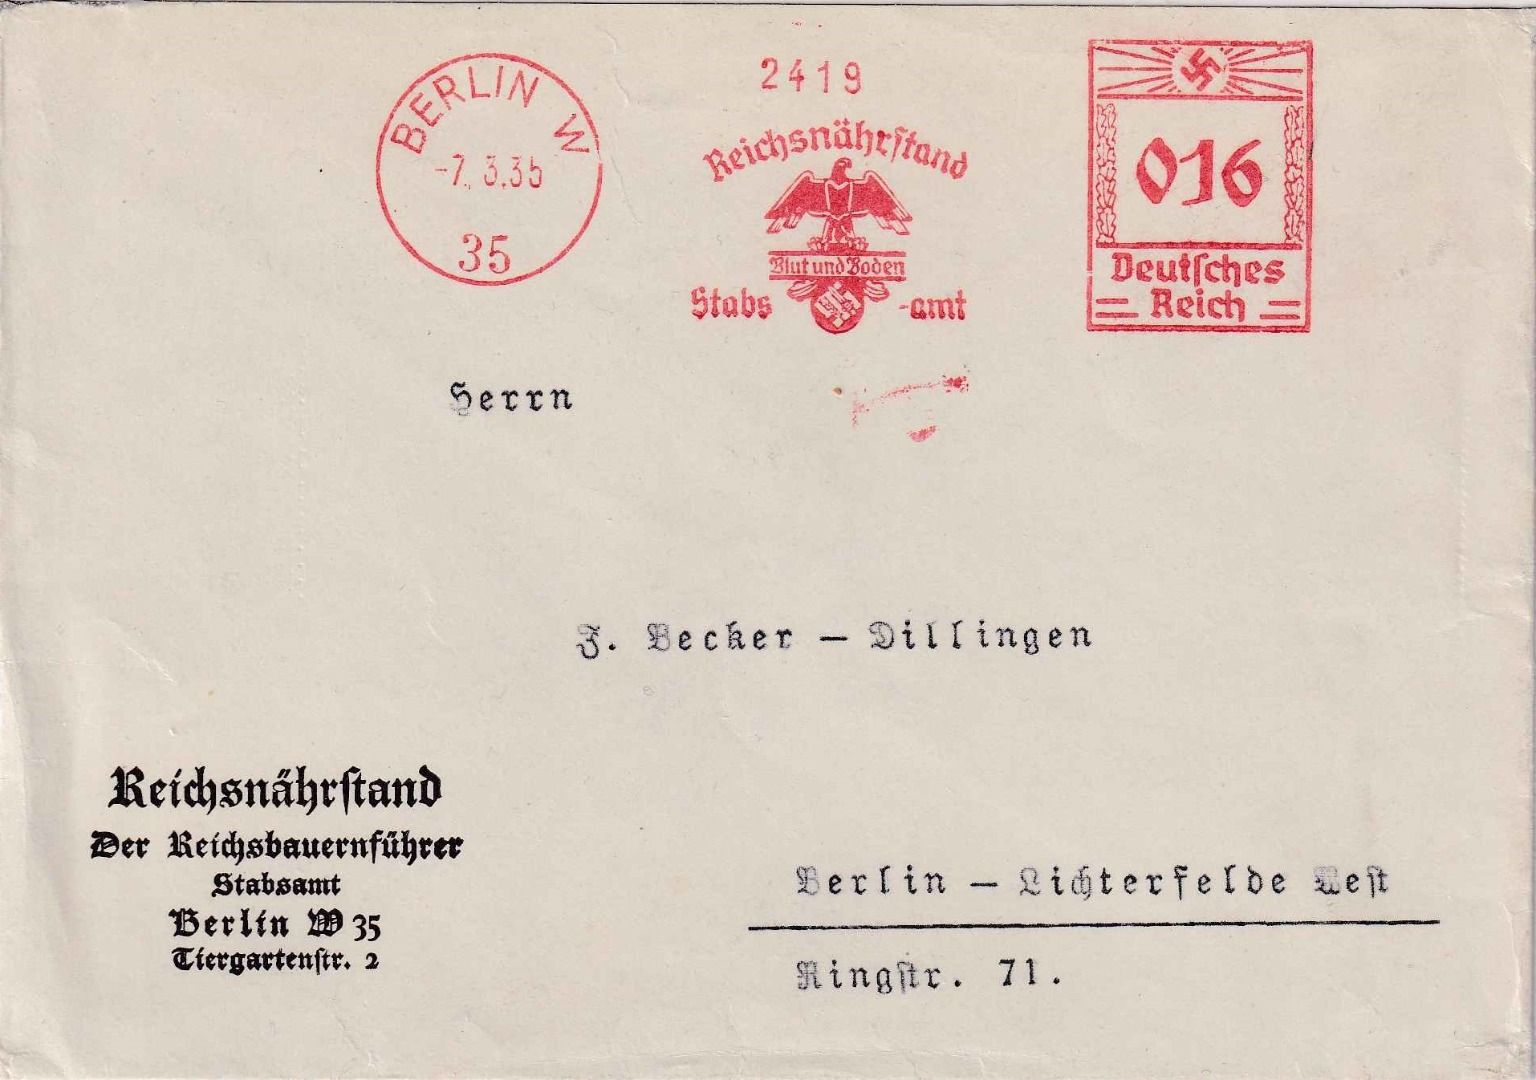 BERLIN W
-7. 3.35
35
2419
Reichsnährſtand
Blut und Boden
Stabs-amt
016
Deutſches
Reich
Herrn
J. Becker – Dillingen
Reichsnährſtand
Der Reichsbauernführer
Stabsamt
Berlin W 35
Tiergartenſtr. 2
Berlin – Lichterfelde Weſt
Ringſtr. 71.